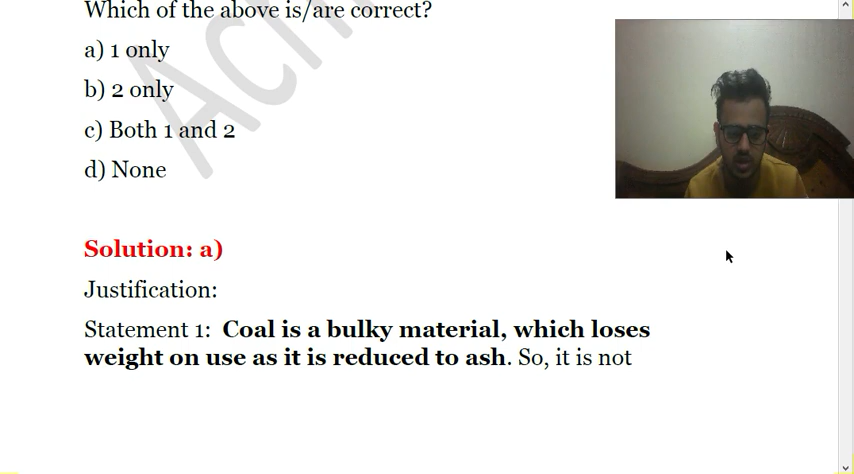 Which of the above is/are correct?
a) 1 only
b) 2 only
c) Both 1 and 2
d) None
Solution: a)
Justification:
Statement 1: Coal is a bulky material, which loses
weight on use as it is reduced to ash. So, it is not